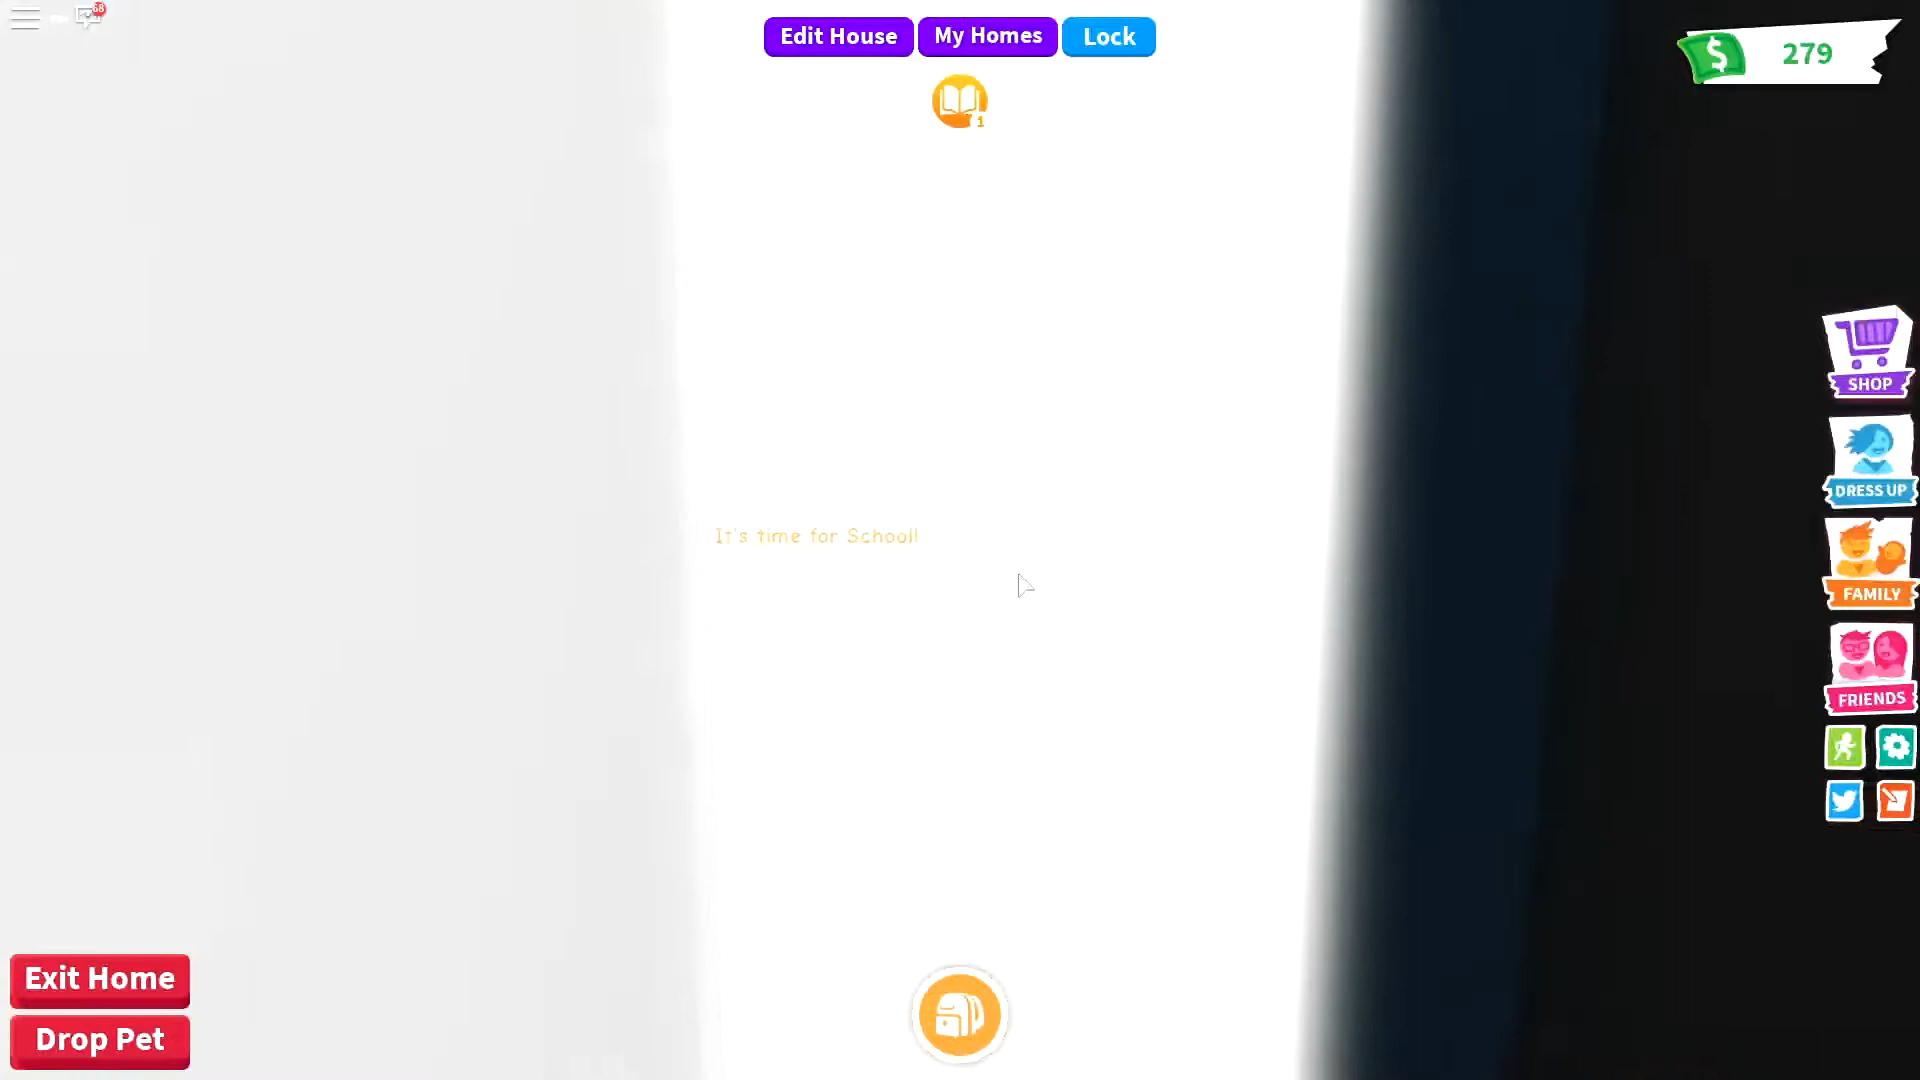 68
Edit House
My Homes
Lock
279
1
SHOP
DRESS UP
It's time for School!
FAMILY
FRIENDS
Exit Home
Drop Pet